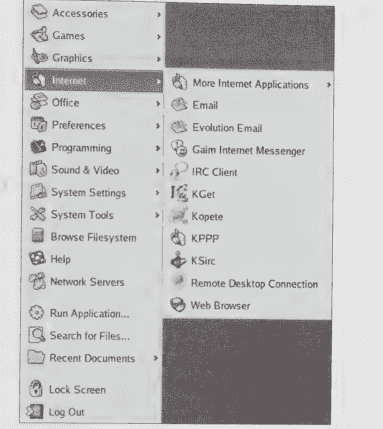 Accessories
Games
Graphics
Internet
Office
Preferences
Programming
Sound & Video
System Settings
System Tools
Browse Filesystem
Help
Network Servers
Run Application...
Search for Files...
Recent Documents
Lock Screen
Log Out
More Internet Applications
Email
Evolution Email
Gaim Internet Messenger
IRC Client
KGet
Kopete
KPPP
KSirc
Remote Desktop Connection
Web Browser